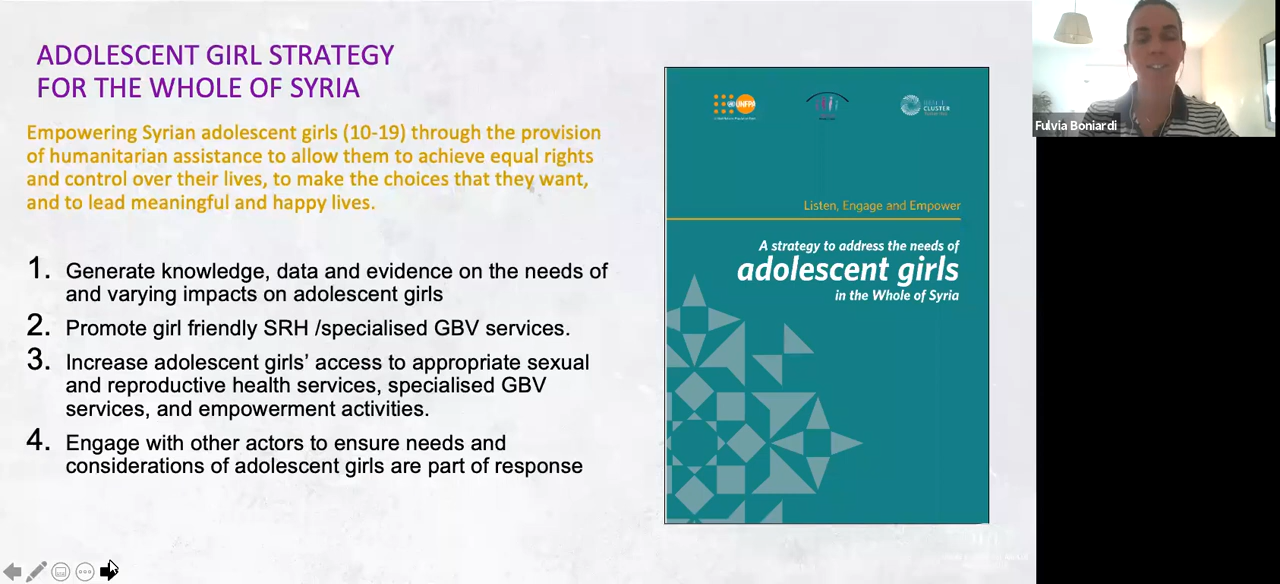 ADOLESCENT GIRL STRATEGY
FOR THE WHOLE OF SYRIA
Empowering Syrian adolescent girls (10-19) through the provision
of humanitarian assistance to allow them to achieve equal rights
and control over their lives, to make the choices that they want,
and to lead meaningful and happy lives.
1. Generate knowledge, data and evidence on the needs of
and varying impacts on adolescent girls
2. Promote girl friendly SRH /specialised GBV services.
3. Increase adolescent girls’ access to appropriate sexual
and reproductive health services, specialised GBV
services, and empowerment activities.
4. Engage with other actors to ensure needs and
considerations of adolescent girls are part of response
UNFPA
CLUSTER
Listen, Engage and Empower
A strategy to address the needs of
adolescent girls
in the Whole of Syria
Fulvia Boniardi